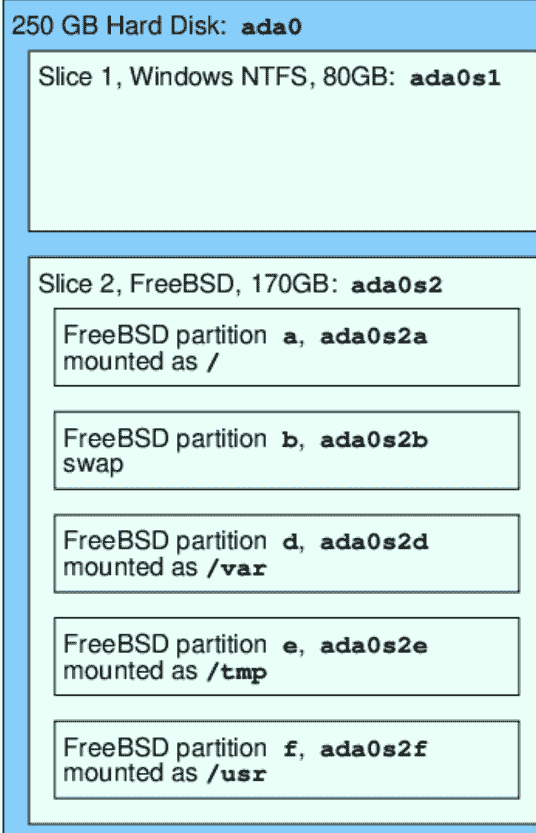 250 GB Hard Disk: ada0
Slice 1, Windows NTFS, 80GB: ada0s1
Slice 2, FreeBSD, 170GB: ada0s2
FreeBSD partition a, ada0s2a
mounted as /
FreeBSD partition b, ada0s2b
swap
FreeBSD partition d, ada0s2d
mounted as /var
FreeBSD partition e, ada0s2e
mounted as /tmp
FreeBSD partition f, ada0s2f
mounted as /usr